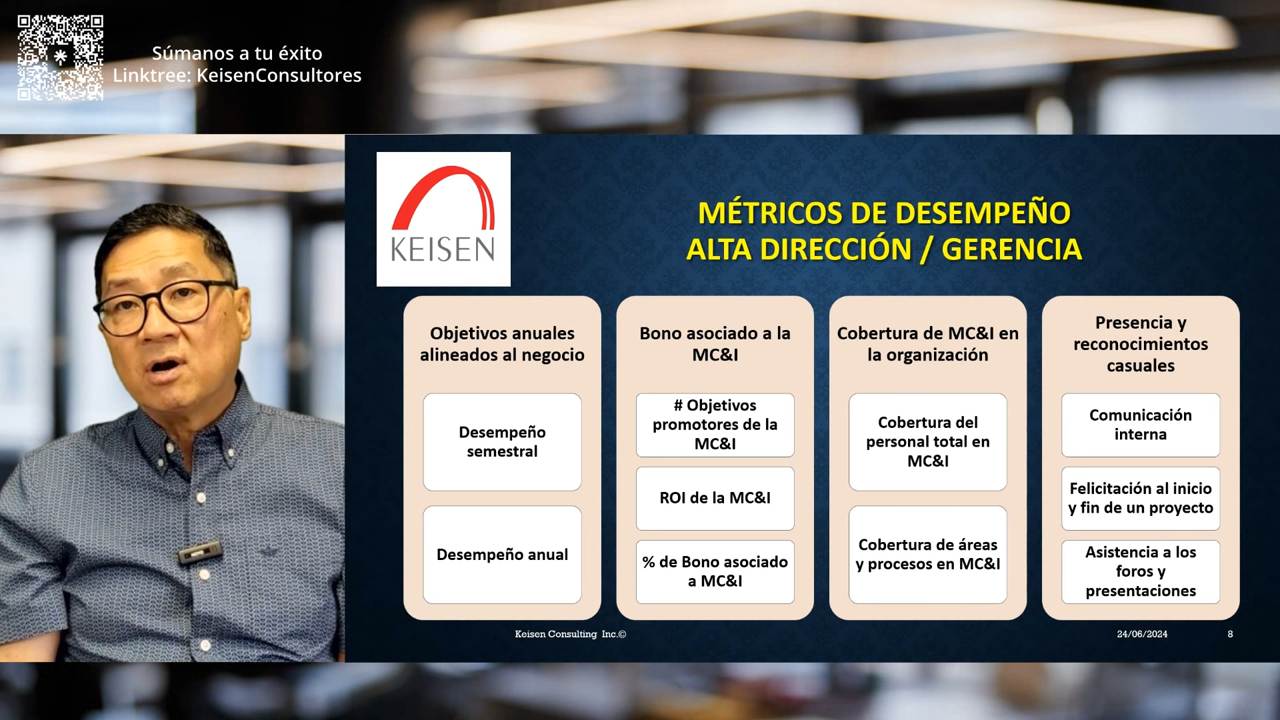 Súmanos a tu éxito
Linktree: KeisenConsultores
KEISEN
MÉTRICOS DE DESEMPEÑO
ALTA DIRECCIÓN / GERENCIA
Objetivos anuales
alineados al negocio
Desempeño
semestral
Desempeño anual
Bono asociado a la
MC&I
# Objetivos
promotores de la
MC&I
ROI de la MC&I
% de Bono asociado
a MC&I
Cobertura de MC&I en
la organización
Cobertura del
personal total en
MC&I
Cobertura de áreas
y procesos en MC&I
Presencia y
reconocimientos
casuales
Comunicación
interna
Felicitación al inicio
y fin de un proyecto
Asistencia a los
foros y
presentaciones
Keisen Consulting Inc.©
24/06/2024
8